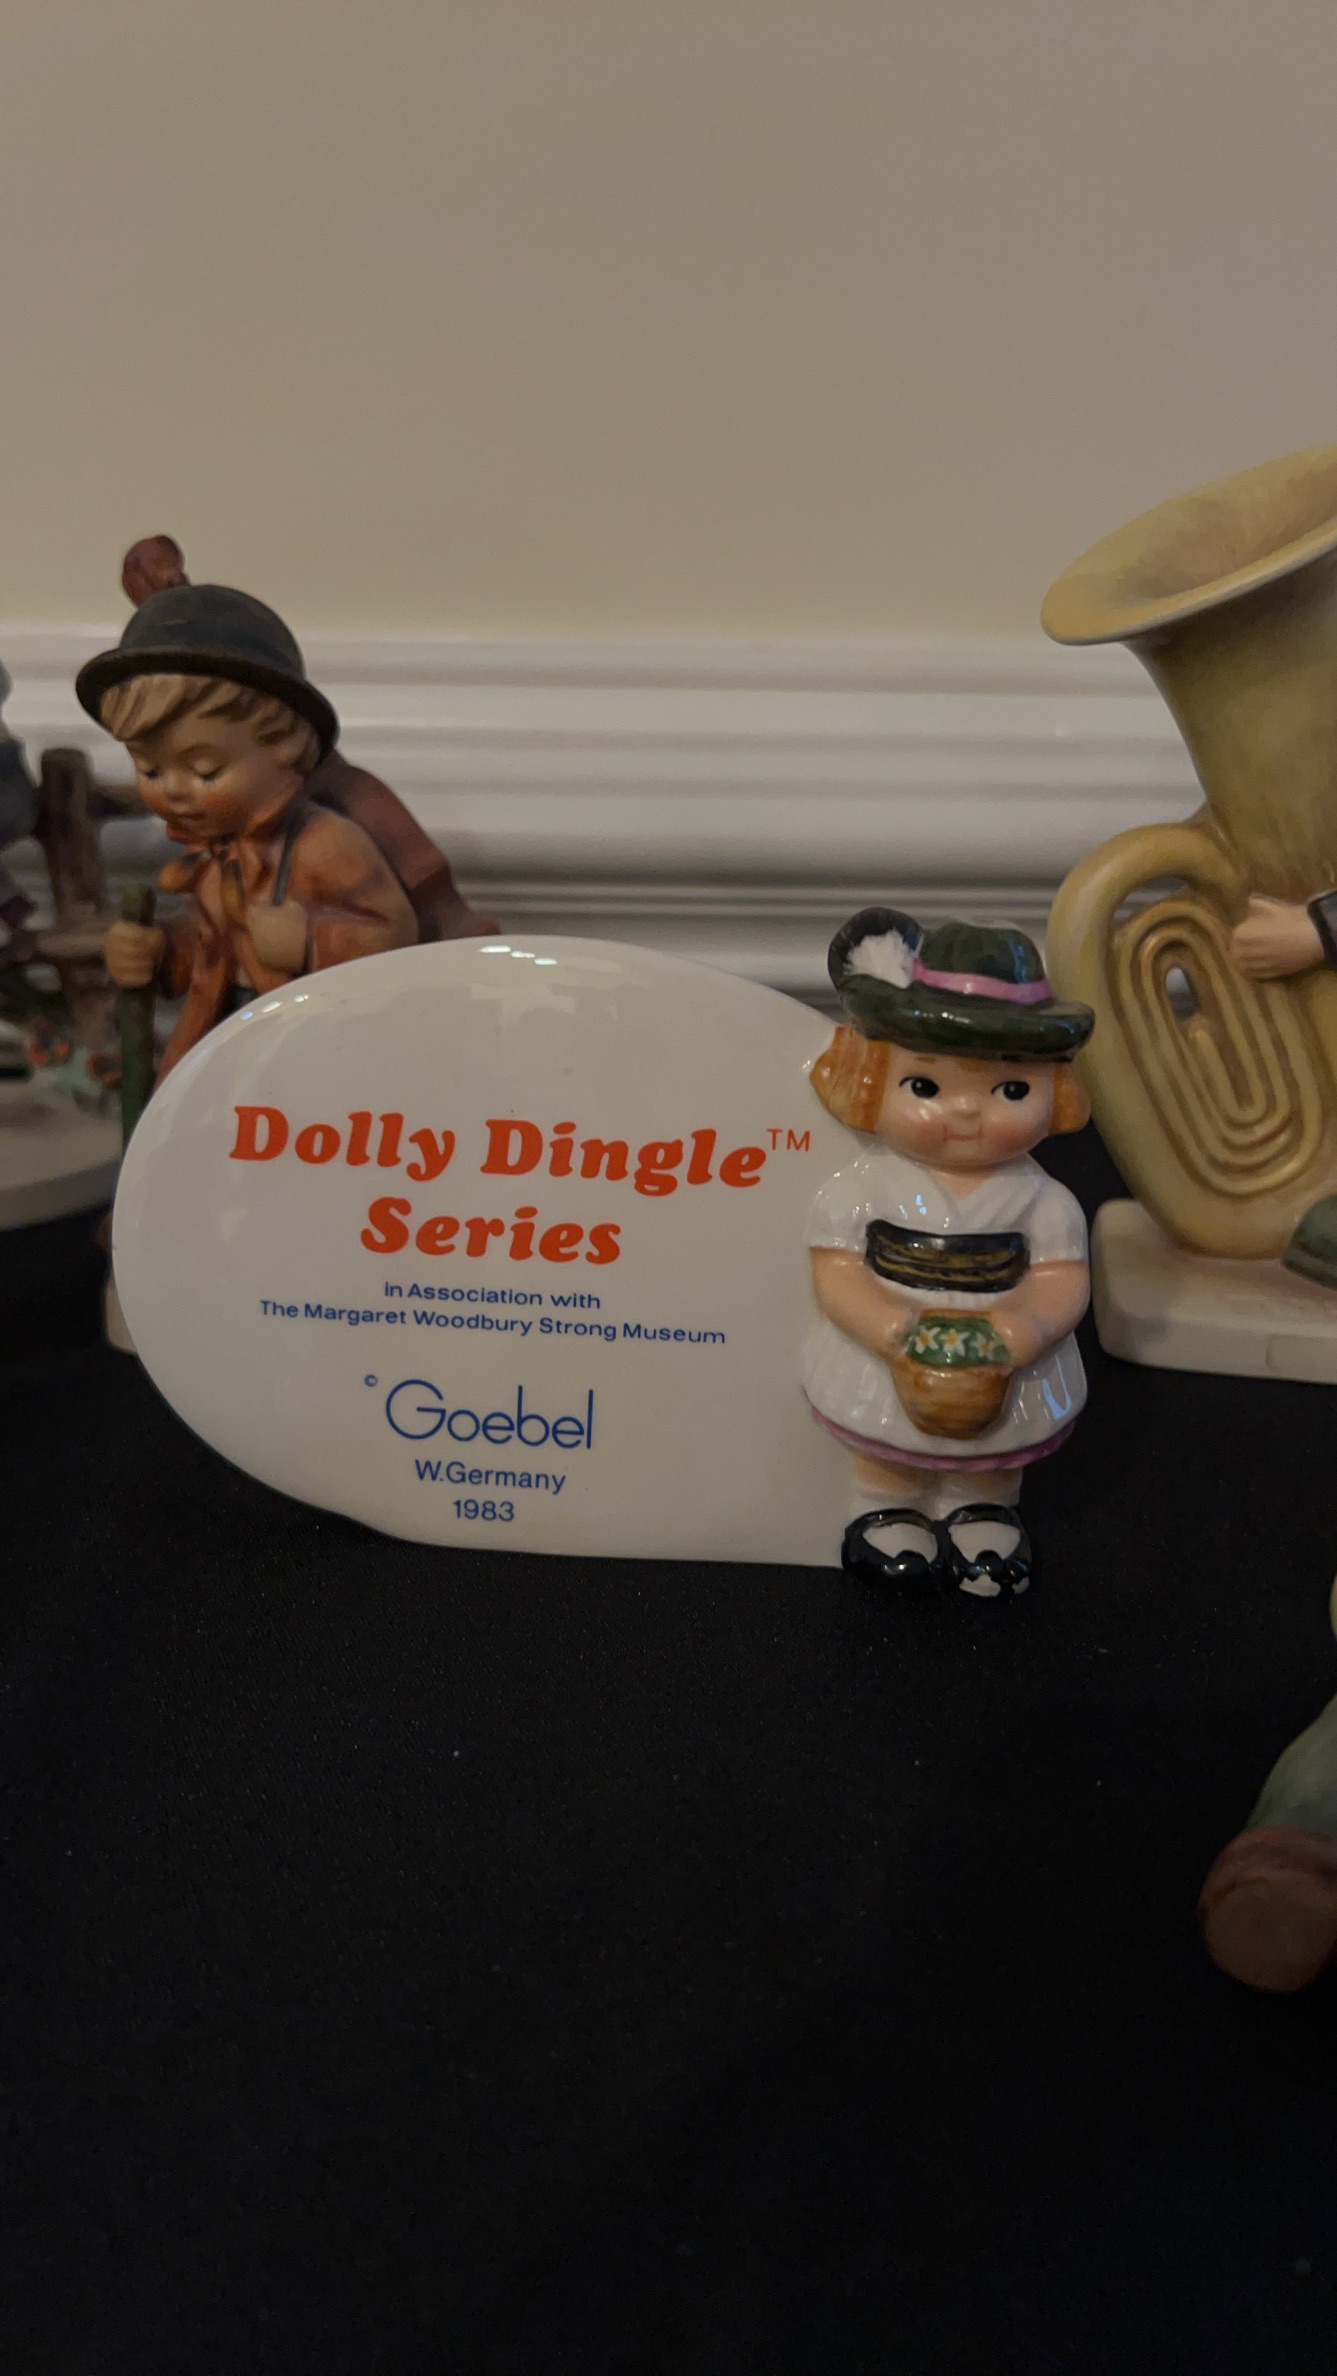 Dolly Dingle™
Series
in Association with
The Margaret Woodbury Strong Museum
© Goebel
W.Germany
1983